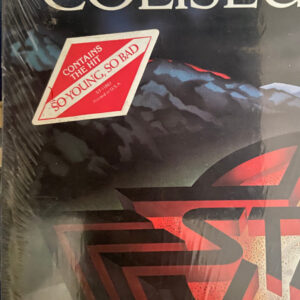 COLISEU
CONTAINS
THE HIT
SO YOUNG, SO BAD